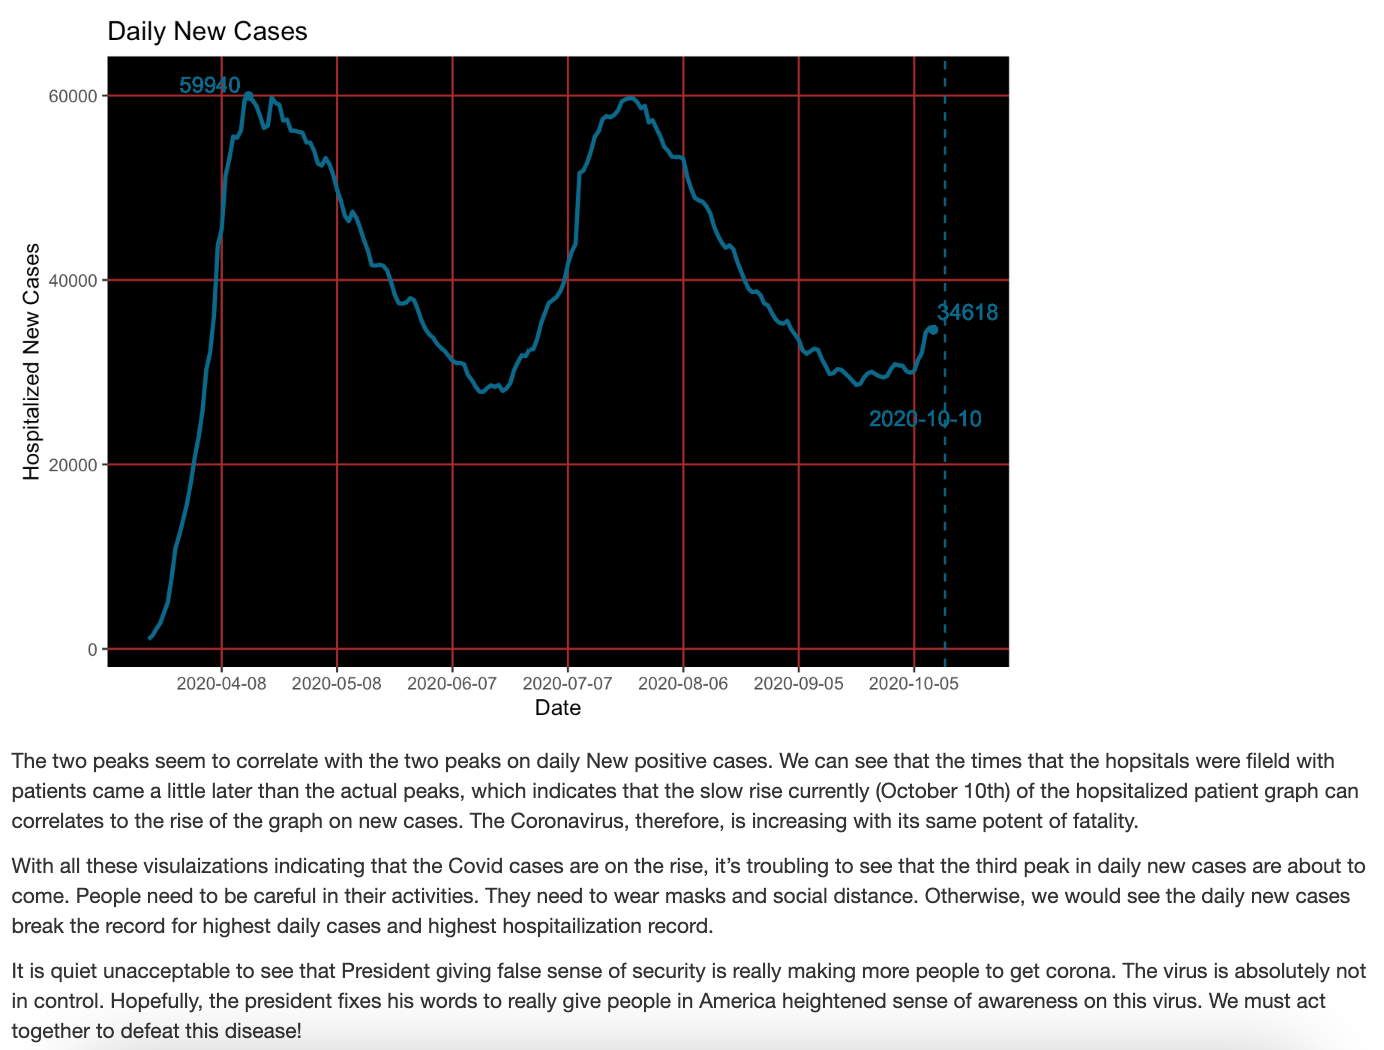 Daily New Cases
59940
60000
40000
34618
2020-10-10
20000
0
Hospitalized New Cases
2020-04-08 2020-05-08 2020-06-07 2020-07-07 2020-08-06 2020-09-05 2020-10-05
Date
The two peaks seem to correlate with the two peaks on daily New positive cases. We can see that the times that the hopsitals were fileld with
patients came a little later than the actual peaks, which indicates that the slow rise currently (October 10th) of the hopsitalized patient graph can
correlates to the rise of the graph on new cases. The Coronavirus, therefore, is increasing with its same potent of fatality.
With all these visulaizations indicating that the Covid cases are on the rise, it’s troubling to see that the third peak in daily new cases are about to
come. People need to be careful in their activities. They need to wear masks and social distance. Otherwise, we would see the daily new cases
break the record for highest daily cases and highest hospitailization record.
It is quiet unacceptable to see that President giving false sense of security is really making more people to get corona. The virus is absolutely not
in control. Hopefully, the president fixes his words to really give people in America heightened sense of awareness on this virus. We must act
together to defeat this disease!